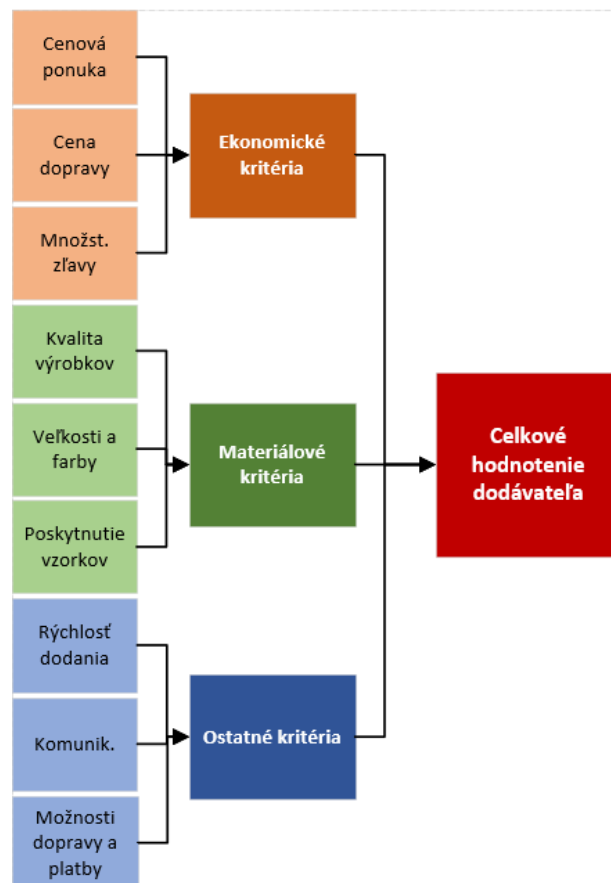 Cenová
ponuka
Cena
dopravy
Množst.
zľavy
Ekonomické
kritéria
Kvalita
výrobkov
Veľkosti a
farby
Poskytnutie
vzorkov
Materiálové
kritéria
Rýchlosť
dodania
Komunik.
Možnosti
dopravy a
platby
Ostatné kritéria
Celkové
hodnotenie
dodávateľa